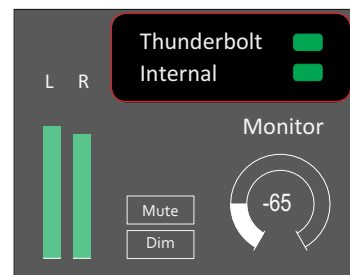 Thunderbolt
Internal
L R
Monitor
-65
Mute
Dim